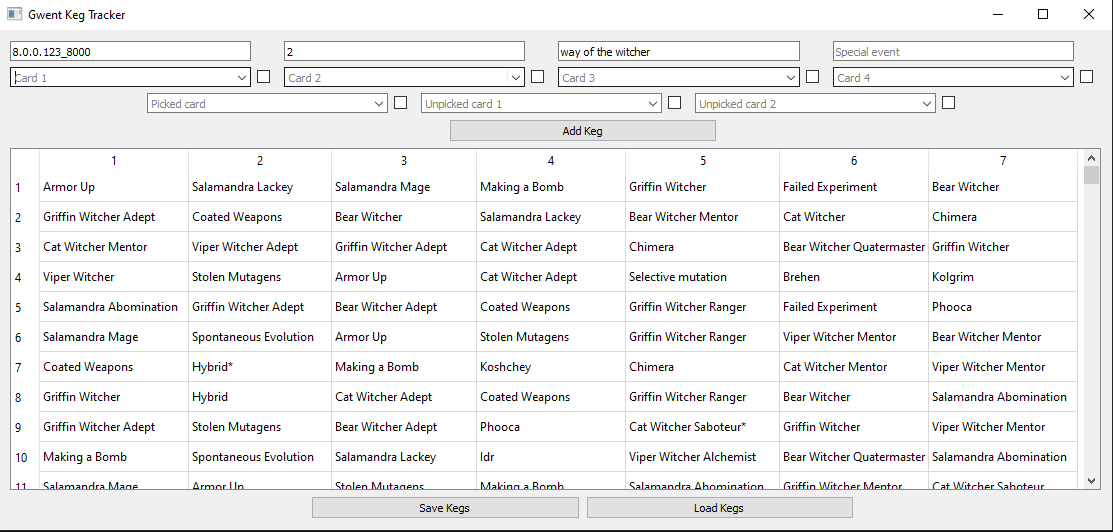 Gwent Keg Tracker
8.0.0.123_8000 2 way of the witcher Special event
Card 1 Card 2 Card 3 Card 4
Picked card Unpicked card 1 Unpicked card 2
Add Keg
1 2 3 4 5 6 7
1 Armor Up Salamandra Lackey Salamandra Mage Making a Bomb Griffin Witcher Failed Experiment Bear Witcher
2 Griffin Witcher Adept Coated Weapons Bear Witcher Salamandra Lackey Bear Witcher Mentor Cat Witcher Chimera
3 Cat Witcher Mentor Viper Witcher Adept Griffin Witcher Adept Cat Witcher Adept Chimera Bear Witcher Quatermaster Griffin Witcher
4 Viper Witcher Stolen Mutagens Armor Up Cat Witcher Adept Selective mutation Brehen Kolgrim
5 Salamandra Abomination Griffin Witcher Adept Bear Witcher Adept Coated Weapons Griffin Witcher Ranger Failed Experiment Phooca
6 Salamandra Mage Spontaneous Evolution Armor Up Stolen Mutagens Griffin Witcher Ranger Viper Witcher Mentor Bear Witcher Mentor
7 Coated Weapons Hybrid* Making a Bomb Koshchey Chimera Cat Witcher Mentor Viper Witcher Mentor
8 Griffin Witcher Hybrid Cat Witcher Adept Coated Weapons Griffin Witcher Ranger Bear Witcher Salamandra Abomination
9 Griffin Witcher Adept Stolen Mutagens Bear Witcher Adept Phooca Cat Witcher Saboteur* Griffin Witcher Viper Witcher Mentor
10 Making a Bomb Spontaneous Evolution Salamandra Lackey Idr Viper Witcher Alchemist Bear Witcher Quatermaster Salamandra Abomination
11 Salamandra Mage Armor Up Stolen Mutagens Making a Bomb Salamandra Abomination Griffin Witcher Mentor Cat Witcher Saboteur
Save Kegs Load Kegs